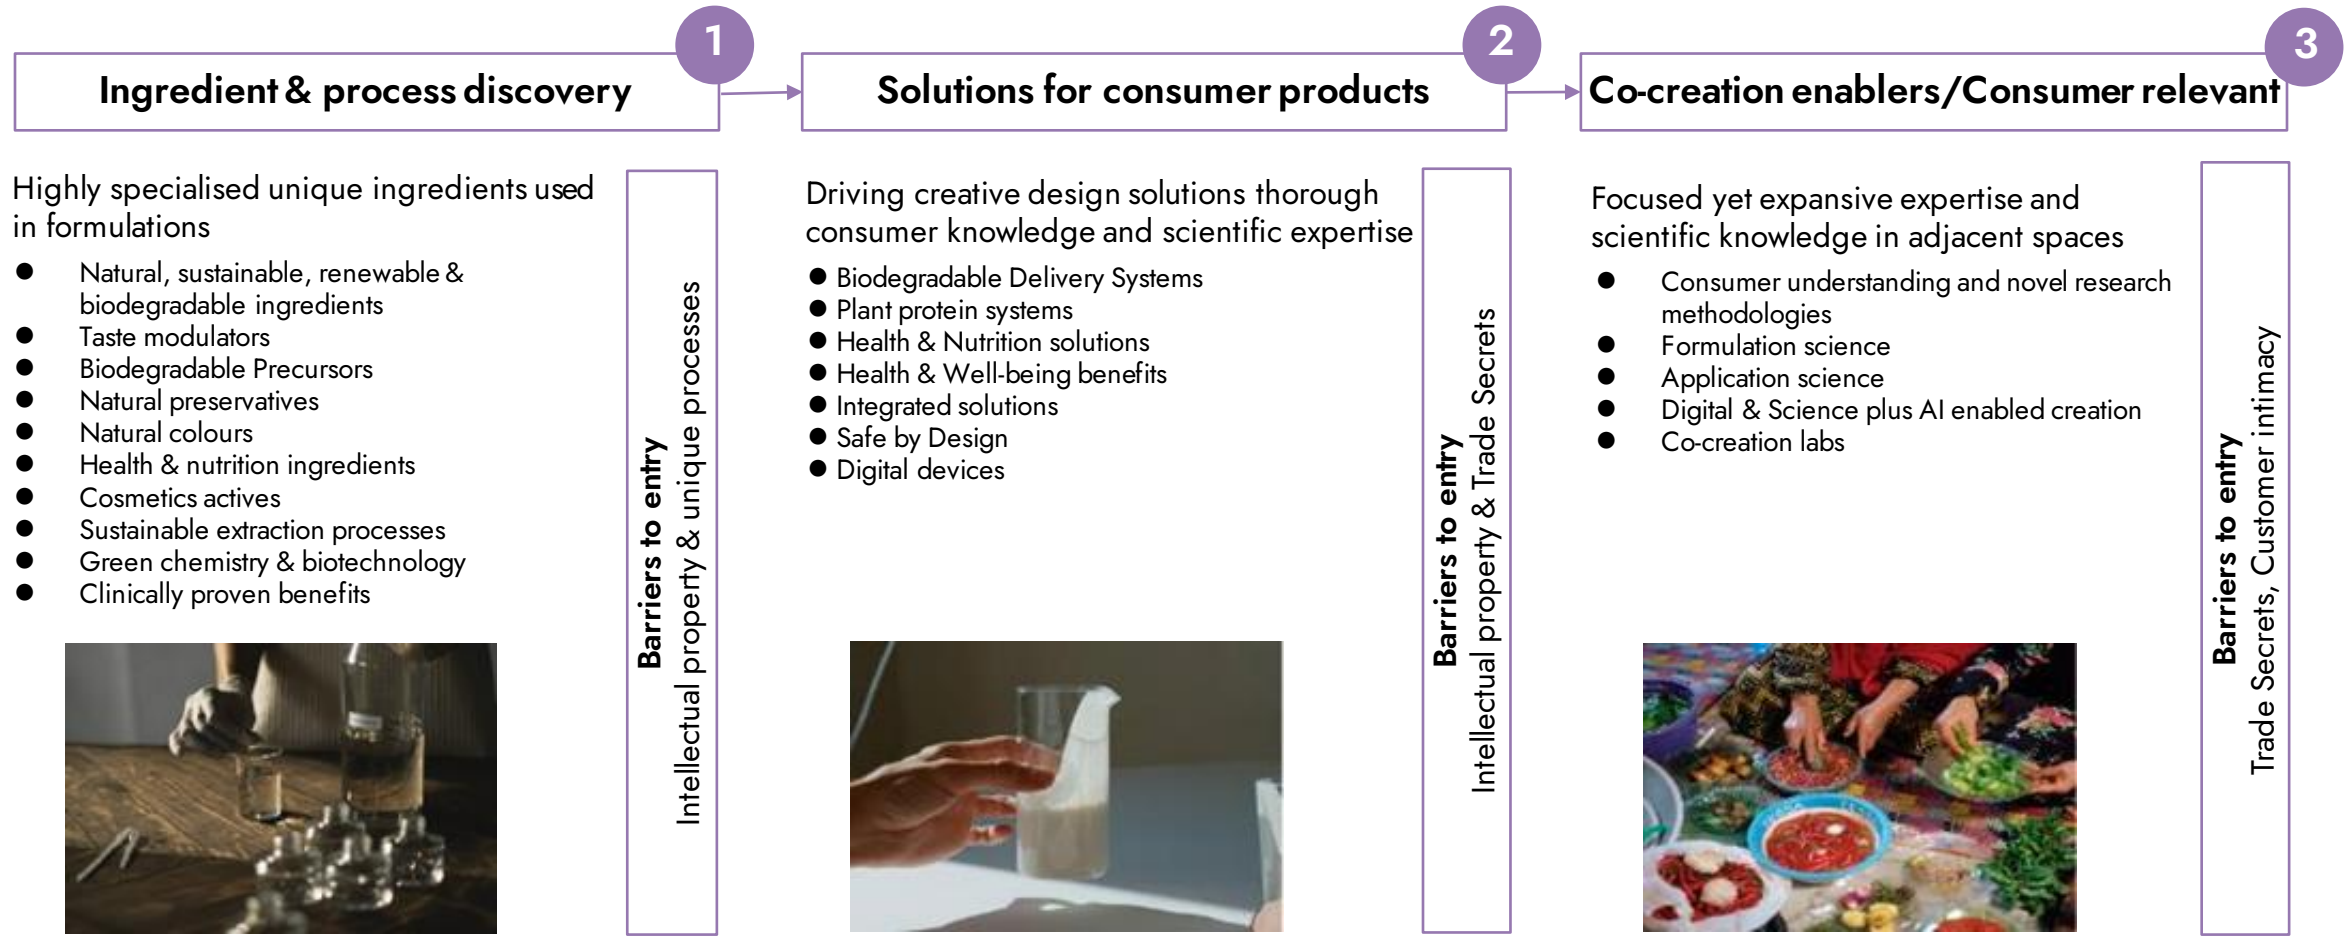 1
Ingredient & process discovery
Highly specialised unique ingredients used
in formulations
● Natural, sustainable, renewable &
biodegradable ingredients
● Taste modulators
● Biodegradable Precursors
● Natural preservatives
● Natural colours
● Health & nutrition ingredients
● Cosmetics actives
● Sustainable extraction processes
● Green chemistry & biotechnology
● Clinically proven benefits
Barriers to entry
Intellectual property & unique processes
2
Solutions for consumer products
Driving creative design solutions thorough
consumer knowledge and scientific expertise
● Biodegradable Delivery Systems
● Plant protein systems
● Health & Nutrition solutions
● Health & Well-being benefits
● Integrated solutions
● Safe by Design
● Digital devices
Barriers to entry
Intellectual property & Trade Secrets
3
Co-creation enablers/Consumer relevant
Focused yet expansive expertise and
scientific knowledge in adjacent spaces
● Consumer understanding and novel research
methodologies
● Formulation science
● Application science
● Digital & Science plus AI enabled creation
● Co-creation labs
Barriers to entry
Trade Secrets, Customer intimacy